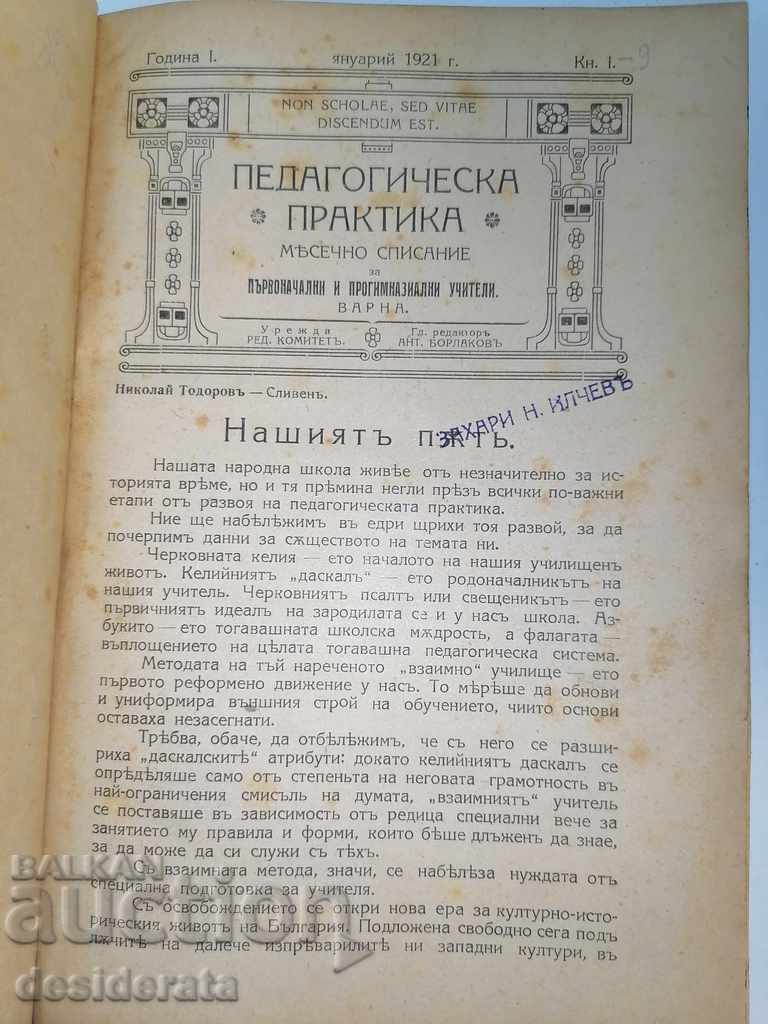 Година I. януарий 1921 г. Кн. I.-9
NON SCHOLAE, SED VITAE
DISCENDUM EST.
ПЕДАГОГИЧЕСКА
ПРАКТИКА
МѢСЕЧНО СПИСАНИЕ
за
ПЪРВОНАЧАЛНИ И ПРОГИМНАЗИАЛНИ УЧИТЕЛИ.
ВАРНА.
Урежда
РЕД. КОМИТЕТЪ.
Гл. редакторъ
АНТ. БОРЛАКОВЪ.
Николай Тодоровъ — Сливенъ.
ЗАХАРИ Н. ИЛЧЕВЪ
Нашиятъ пѫть.
Нашата народна школа живѣе отъ незначително за ис-
торията врѣме, но и тя прѣмина негли прѣзъ всички по-важни
етапи отъ развоя на педагогическата практика.
Ние ще набѣлѣжимъ въ едри щрихи тоя развой, за да
почерпимъ данни за сѫществото на темата ни.
Черковната келия — ето началото на нашия училищенъ
животъ. Келийниятъ „даскалъ“ — ето родоначалникътъ на
нашия учитель. Черковниятъ псалтъ или свещеникътъ — ето
първичниятъ идеалъ на зародилата се и у насъ школа. Аз-
букито — ето тогавашната школска мѫдрость, а фалагата —
въплощението на цѣлата тогавашна педагогическа система.
Методата на тъй нареченото „взаимно“ училище — ето
първото реформено движение у насъ. То мѣрѣше да обнови
и униформира външния строй на обучението, чиито основи
оставаха незасегнати.
Трѣбва, обаче, да отбѣлѣжимъ, че съ него се разши-
риха „даскалскитѣ“ атрибути: докато келийниятъ даскалъ се
опрѣдѣляше само отъ степеньта на неговата грамотность въ
най-ограничения смисълъ на думата, „взаимниятъ“ учитель
се поставяше въ зависимость отъ редица специални вече за
занятието му правила и форми, които бѣше длъженъ да знае,
за да може да си служи съ тѣхъ.
Съ взаимната метода, значи, се набѣлѣза нуждата отъ
специална подготовка за учителя.
Съ освобождението се откри нова ера за културно-исто-
рическия животъ на България. Подложена свободно сега подъ
лѫчитѣ на далече изпрѣварилитѣ ни западни култури, въ
BALKAN
auction
desiderata